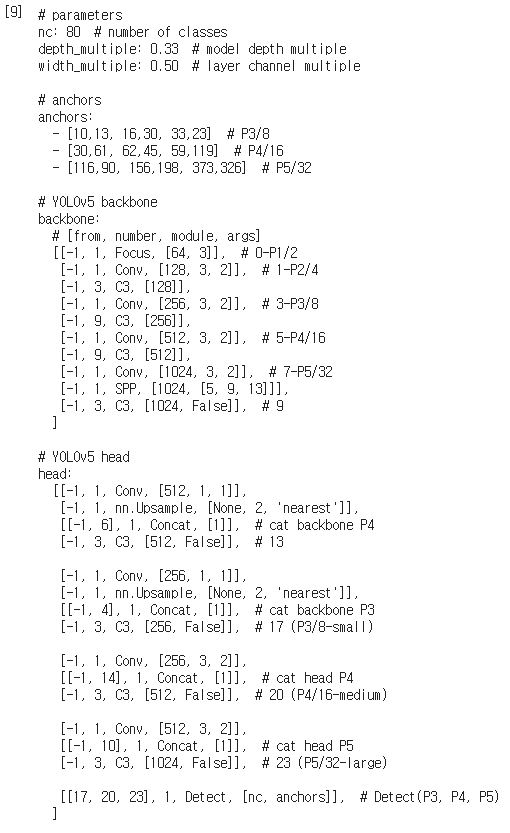 [9] # parameters
nc: 80  # number of classes
depth_multiple: 0.33  # model depth multiple
width_multiple: 0.50  # layer channel multiple

# anchors
anchors:
  - [10,13, 16,30, 33,23]  # P3/8
  - [30,61, 62,45, 59,119]  # P4/16
  - [116,90, 156,198, 373,326]  # P5/32

# YOLOv5 backbone
backbone:
  # [from, number, module, args]
  [[-1, 1, Focus, [64, 3]],  # 0-P1/2
   [-1, 1, Conv, [128, 3, 2]],  # 1-P2/4
   [-1, 3, C3, [128]],
   [-1, 1, Conv, [256, 3, 2]],  # 3-P3/8
   [-1, 9, C3, [256]],
   [-1, 1, Conv, [512, 3, 2]],  # 5-P4/16
   [-1, 9, C3, [512]],
   [-1, 1, Conv, [1024, 3, 2]],  # 7-P5/32
   [-1, 1, SPP, [1024, [5, 9, 13]]],
   [-1, 3, C3, [1024, False]],  # 9
  ]

# YOLOv5 head
head:
  [[-1, 1, Conv, [512, 1, 1]],
   [-1, 1, nn.Upsample, [None, 2, 'nearest']],
   [[-1, 6], 1, Concat, [1]],  # cat backbone P4
   [-1, 3, C3, [512, False]],  # 13

   [-1, 1, Conv, [256, 1, 1]],
   [-1, 1, nn.Upsample, [None, 2, 'nearest']],
   [[-1, 4], 1, Concat, [1]],  # cat backbone P3
   [-1, 3, C3, [256, False]],  # 17 (P3/8-small)

   [-1, 1, Conv, [256, 3, 2]],
   [[-1, 14], 1, Concat, [1]],  # cat head P4
   [-1, 3, C3, [512, False]],  # 20 (P4/16-medium)

   [-1, 1, Conv, [512, 3, 2]],
   [[-1, 10], 1, Concat, [1]],  # cat head P5
   [-1, 3, C3, [1024, False]],  # 23 (P5/32-large)

   [[17, 20, 23], 1, Detect, [nc, anchors]],  # Detect(P3, P4, P5)
  ]